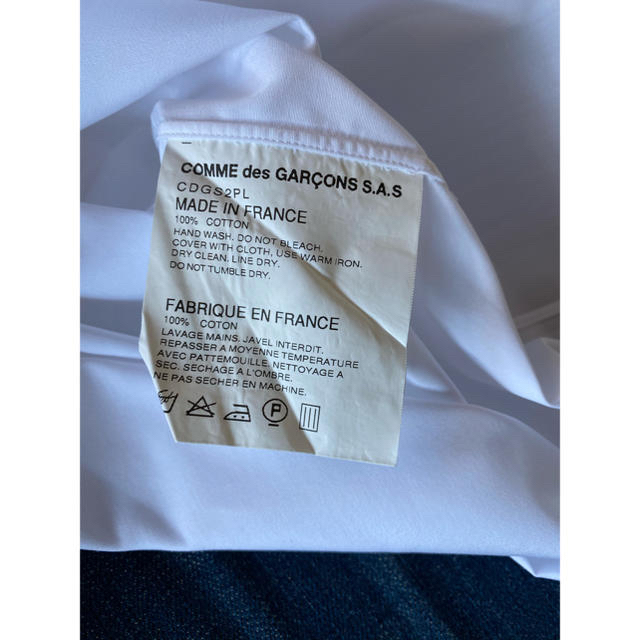 COMME des GARÇONS S.A.S
CDGS2PL
MADE IN FRANCE
100% COTTON
HAND WASH. DO NOT BLEACH.
COVER WITH CLOTH, USE WARM IRON.
DRY CLEAN. LINE DRY.
DO NOT TUMBLE DRY.
FABRIQUE EN FRANCE
100% COTON
LAVAGE MAINS. JAVEL INTERDIT.
REPASSER A MOYENNE TEMPERATURE
AVEC PATTEMOUILLE. NETTOYAGE A
SEC. SECHAGE A L'OMBRE.
NE PAS SECHER EN MACHINE.
P